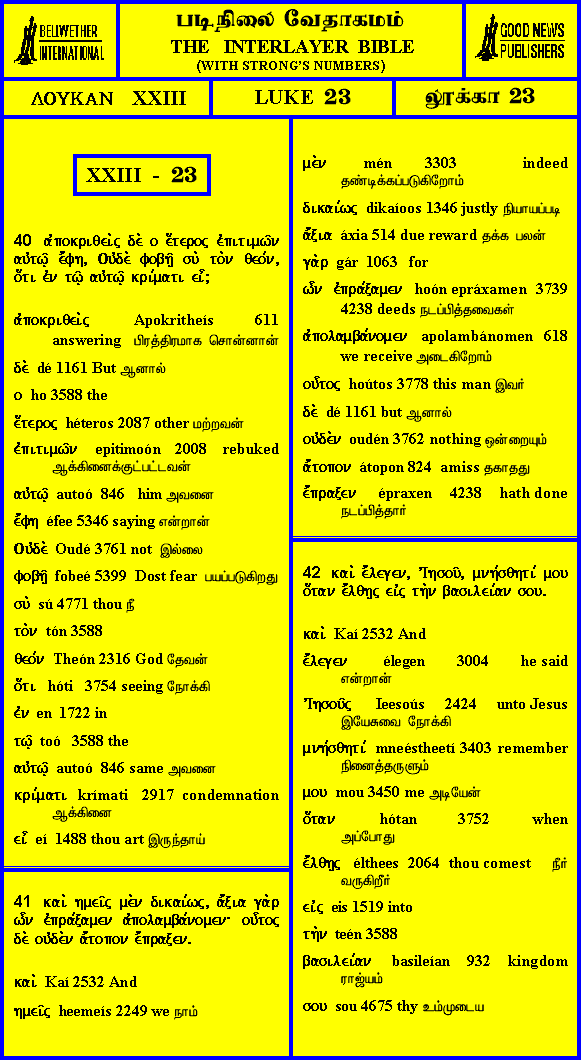 BELLWETHER
INTERNATIONAL
படிநிலை வேதாகமம்
THE INTERLAYER BIBLE
(WITH STRONG'S NUMBERS)
GOOD NEWS
PUBLISHERS
ΛΟΥΚΑΝ XXIII
LUKE 23
லூக்கா 23
XXIII - 23
40 ἀποκριθεὶς δὲ ο ἕτερος ἐπιτιμῶν
αὐτῷ ἔφη, Οὐδὲ φοβῇ σὺ τὸν θεόν,
ὅτι ἐν τῷ αὐτῷ κρίματι εἶ;
ἀποκριθεὶς Apokritheís 611
answering பிரத்திரமாக சொன்னான்
δὲ dé 1161 But ஆனால்
ο ho 3588 the
ἕτερος héteros 2087 other மற்றவன்
ἐπιτιμῶν epitimoón 2008 rebuked
ஆக்கினைக்குட்பட்டவன்
αὐτῷ autoó 846 him அவனை
ἔφη éfee 5346 saying என்றான்
Οὐδὲ Oudé 3761 not இல்லை
φοβῇ fobeé 5399 Dost fear பயப்படுகிறது
σὺ sú 4771 thou நீ
τὸν tón 3588
θεόν Theón 2316 God தேவன்
ὅτι hóti 3754 seeing நோக்கி
ἐν en 1722 in
τῷ toó 3588 the
αὐτῷ autoó 846 same அவனை
κρίματι krímati 2917 condemnation
ஆக்கினை
εἶ eí 1488 thou art இருந்தாய்
41 καὶ ημεῖς μὲν δικαίως, ἄξια γὰρ
ὧν ἐπράξαμεν ἀπολαμβάνομεν· οὗτος
δὲ οὐδὲν ἄτοπον ἔπραξεν.
καὶ Kaí 2532 And
ημεῖς heemeís 2249 we நாம்
μὲν mén 3303 indeed
தண்டிக்கப்படுகிறோம்
δικαίως dikaíoos 1346 justly நியாயப்படி
ἄξια áxia 514 due reward தக்க பலன்
γὰρ gár 1063 for
ὧν ἐπράξαμεν hoón epráxamen 3739
4238 deeds நடப்பித்தவைகள்
ἀπολαμβάνομεν apolambánomen 618
we receive அடைகிறோம்
οὗτος hoútos 3778 this man இவர்
δὲ dé 1161 but ஆனால்
οὐδὲν oudén 3762 nothing ஒன்றையும்
ἄτοπον átopon 824 amiss தகாதது
ἔπραξεν épraxen 4238 hath done
நடப்பித்தார்
42 καὶ ἔλεγεν, Ἰησοῦ, μνήσθητί μου
ὅταν ἔλθῃς εἰς τὴν βασιλείαν σου.
καὶ Kaí 2532 And
ἔλεγεν élegen 3004 he said
என்றான்
Ἰησοῦς Ieesoús 2424 unto Jesus
இயேசுவை நோக்கி
μνήσθητί mneéstheetí 3403 remember
நினைத்தருளும்
μου mou 3450 me அடியேன்
ὅταν hótan 3752 when
அப்போது
ἔλθῃς élthees 2064 thou comest நீர்
வருகிறீர்
εἰς eis 1519 into
τὴν teén 3588
βασιλείαν basileían 932 kingdom
ராஜ்யம்
σου sou 4675 thy உம்முடைய